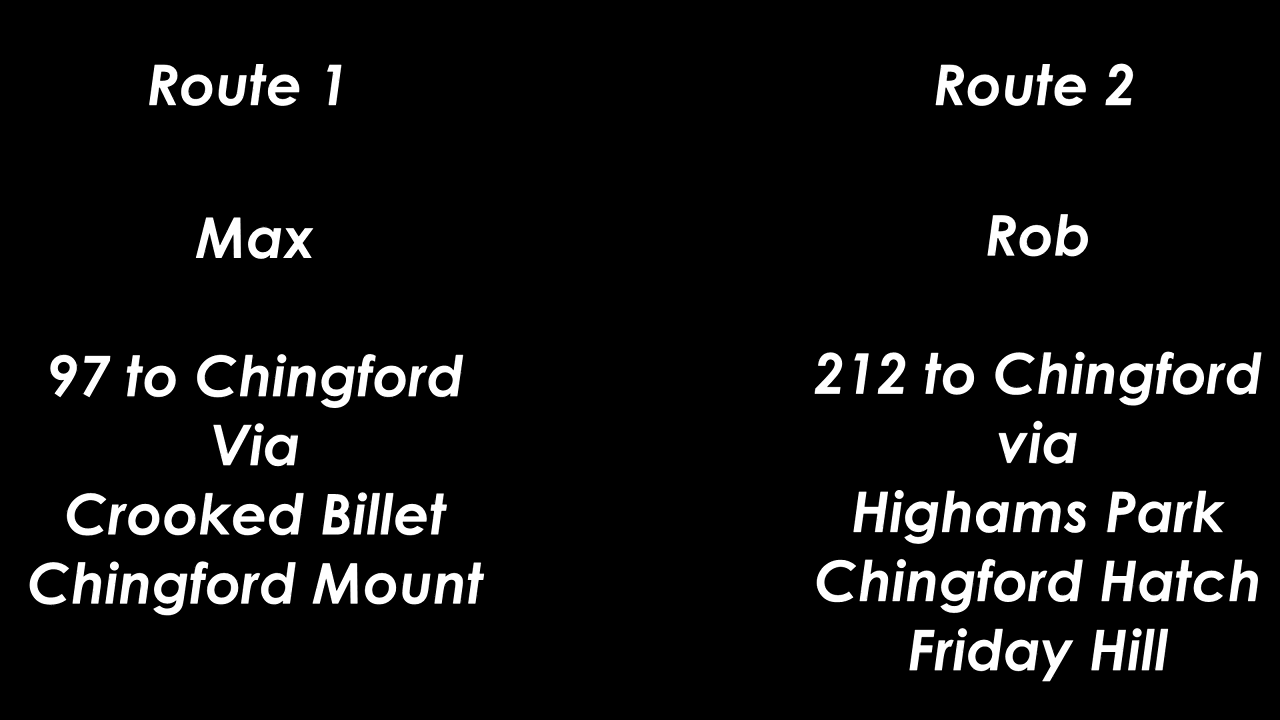 Route 1
Max
97 to Chingford
Via
Crooked Billet
Chingford Mount
Route 2
Rob
212 to Chingford
via
Highams Park
Chingford Hatch
Friday Hill